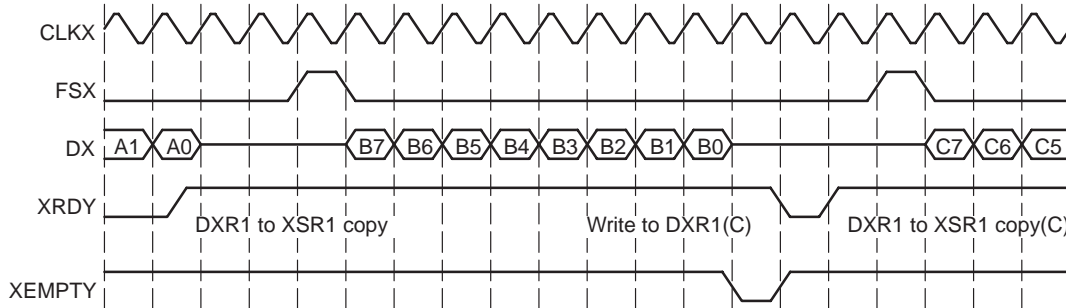 CLKX
FSX
DX A1 A0 B7 B6 B5 B4 B3 B2 B1 B0 C7 C6 C5
XRDY
DXR1 to XSR1 copy Write to DXR1(C) DXR1 to XSR1 copy(C)
XEMPTY